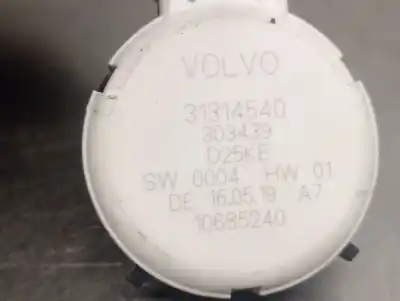 VOLVO
31314540
303439
D25KE
SW 0004 HW 01
DE 16.05.19 A7
10685240